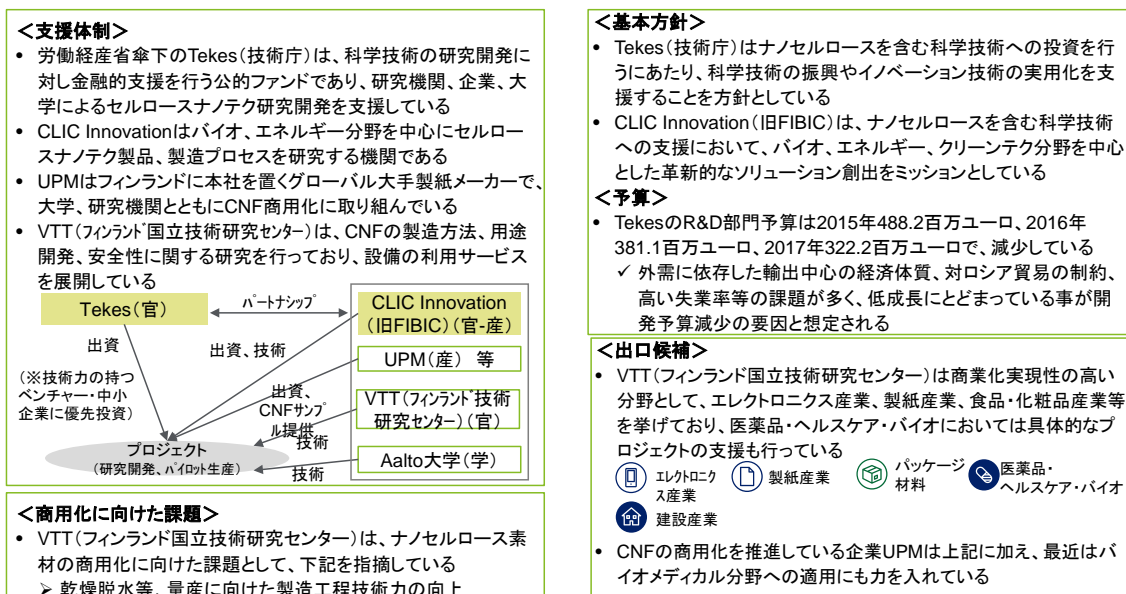 ＜支援体制＞
• 労働経産省傘下のTekes（技術庁）は、科学技術の研究開発に
対し金融的支援を行う公的ファンドであり、研究機関、企業、大
学によるセルロースナノテク研究開発を支援している
• CLIC Innovationはバイオ、エネルギー分野を中心にセルロー
スナノテク製品、製造プロセスを研究する機関である
• UPMはフィンランドに本社を置くグローバル大手製紙メーカーで、
大学、研究機関とともにCNF商用化に取り組んでいる
• VTT（ﾌｨﾝﾗﾝﾄﾞ国立技術研究ｾﾝﾀｰ）は、CNFの製造方法、用途
開発、安全性に関する研究を行っており、設備の利用サービス
を展開している
Tekes（官）
ﾊﾟｰﾄﾅｼｯﾌﾟ
CLIC Innovation
（旧FIBIC）（官-産）
出資
出資、技術
UPM（産） 等
（※技術力の持つ
ベンチャー・中小
企業に優先投資）
出資、
CNFｻﾝﾌﾟ
ﾙ提供
技術
VTT（ﾌｨﾝﾗﾝﾄﾞ技術
研究ｾﾝﾀｰ）（官）
プロジェクト
（研究開発、ﾊﾟｲﾛｯﾄ生産）
技術
Aalto大学（学）
＜商用化に向けた課題＞
• VTT（フィンランド国立技術研究センター）は、ナノセルロース素
材の商用化に向けた課題として、下記を指摘している
➢ 乾燥脱水等、量産に向けた製造工程技術力の向上
＜基本方針＞
• Tekes（技術庁）はナノセルロースを含む科学技術への投資を行
うにあたり、科学技術の振興やイノベーション技術の実用化を支
援することを方針としている
• CLIC Innovation（旧FIBIC）は、ナノセルロースを含む科学技術
への支援において、バイオ、エネルギー、クリーンテク分野を中心
とした革新的なソリューション創出をミッションとしている
＜予算＞
• TekesのR&D部門予算は2015年488.2百万ユーロ、2016年
381.1百万ユーロ、2017年322.2百万ユーロで、減少している
✓ 外需に依存した輸出中心の経済体質、対ロシア貿易の制約、
高い失業率等の課題が多く、低成長にとどまっている事が開
発予算減少の要因と想定される
＜出口候補＞
• VTT（フィンランド国立技術研究センター）は商業化実現性の高い
分野として、エレクトロニクス産業、製紙産業、食品・化粧品産業等
を挙げており、医薬品・ヘルスケア・バイオにおいては具体的なプ
ロジェクトの支援も行っている
ｴﾚｸﾄﾛﾆｸ
ｽ産業
製紙産業
パッケージ
材料
医薬品・
ヘルスケア・バイオ
建設産業
• CNFの商用化を推進している企業UPMは上記に加え、最近はバ
イオメディカル分野への適用にも力を入れている